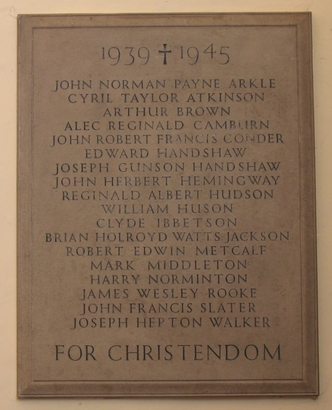 1939 ✝ 1945
JOHN NORMAN PAYNE ARKLE
CYRIL TAYLOR ATKINSON
ARTHUR BROWN
ALEC REGINALD CAMBURN
JOHN ROBERT FRANCIS CONDER
EDWARD HANDSHAW
JOSEPH GUNSON HANDSHAW
JOHN HERBERT HEMINGWAY
REGINALD ALBERT HUDSON
WILLIAM HUSON
CLYDE IBBETSON
BRIAN HOLROYD WATTS JACKSON
ROBERT EDWIN METCALF
MARK MIDDLETON
HARRY NORMINTON
JAMES WESLEY ROOKE
JOHN FRANCIS SLATER
JOSEPH HEPTON WALKER
FOR CHRISTENDOM